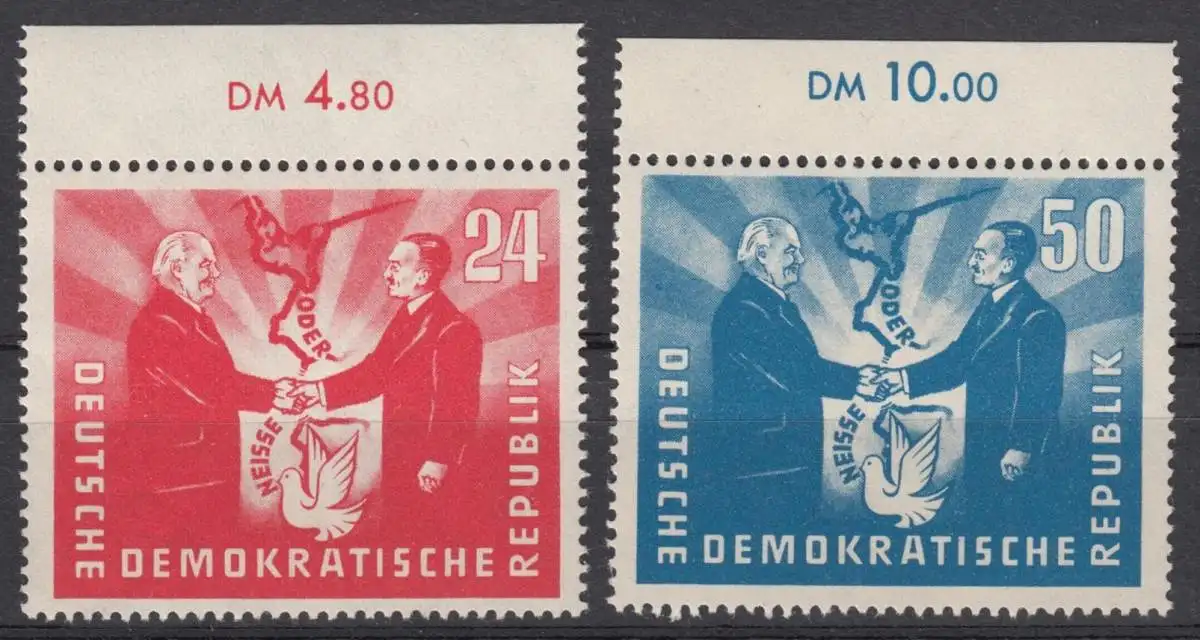 DM 4.80
24
ODER
NEISSE
DEUTSCHE
DEMOKRATISCHE
REPUBLIK
DM 10.00
50
ODER
NEISSE
DEUTSCHE
DEMOKRATISCHE
REPUBLIK